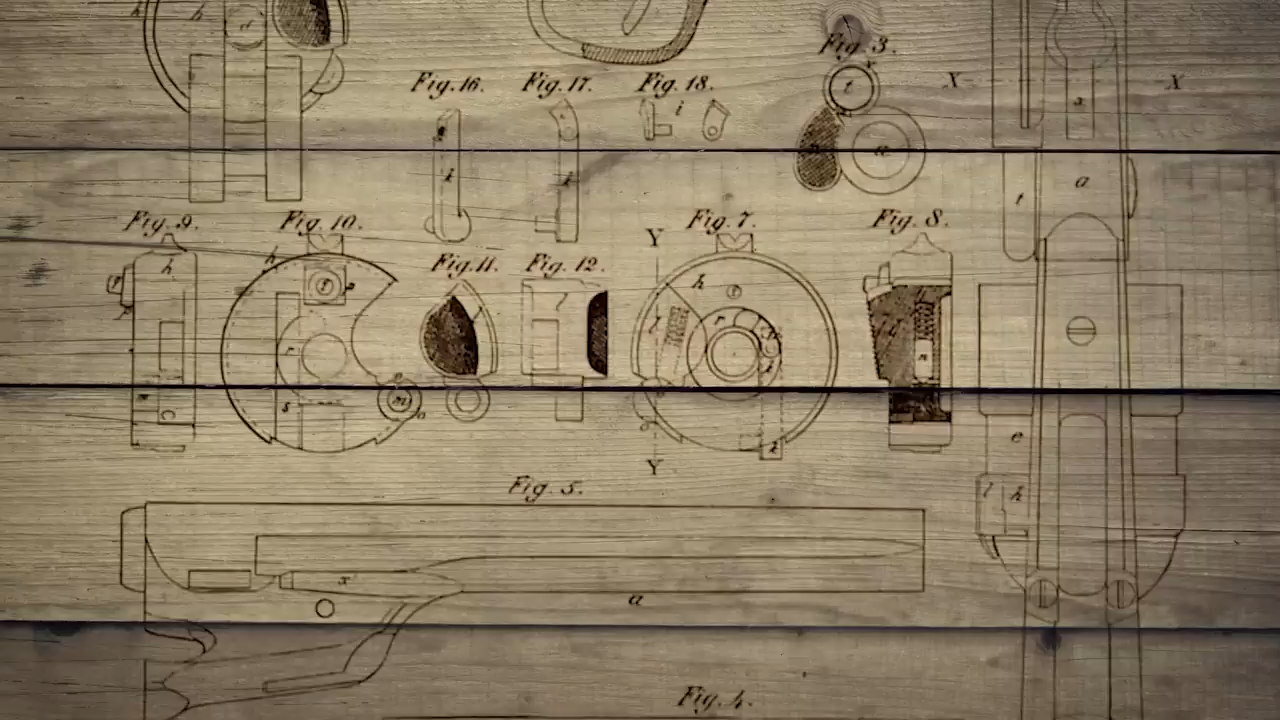 Fig. 3.
Fig. 16. Fig. 17. Fig. 18.
X X
t
i
s
a
i i
t
a
Fig. 9. Fig. 10. Fig. 7. Fig. 8.
Y
Fig. 11. Fig. 12.
h h h
t
r r
s
m
e
Y
Fig. 5.
l h
x
a
Fig. 4.